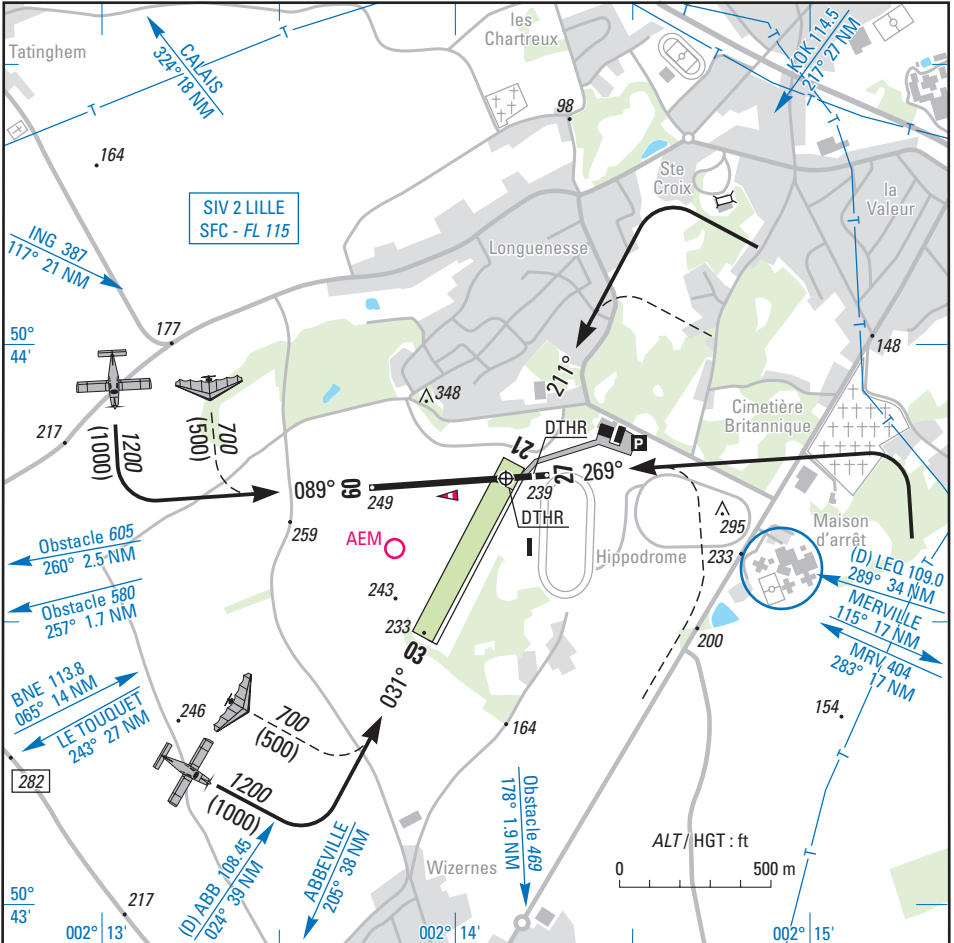 Tatinghem
CALAIS
324° 18 NM
les
Chartreux
KOK 114.5
217° 27 NM
T
T
T
T
98
164
Ste
Croix
la
Valeur
SIV 2 LILLE
SFC - FL 115
ING 387
117° 21 NM
Longuenesse
T
50°
44'
177
148
211°
348
217
1200
(1000)
700
(500)
DTHR
P
Cimetière
Britannique
21
089°
09
249
239
27
269°
DTHR
259
AEM
295
233
Maison
d'arrêt
Hippodrome
Obstacle 605
260° 2.5 NM
Obstacle 580
257° 1.7 NM
243
233
03
T
(D) LEQ 109.0
289° 34 NM
MERVILLE
115° 17 NM
MRV 404
283° 17 NM
200
031°
BNE 113.8
065° 14 NM
LE TOUQUET
243° 27 NM
246
700
(500)
164
154
T
282
1200
(1000)
Obstacle 469
178° 1.9 NM
ALT / HGT : ft
0
500 m
(D) ABB 108.45
024° 39 NM
ABBEVILLE
205° 38 NM
Wizernes
T
50°
43'
217
002° 13'
002° 14'
002° 15'